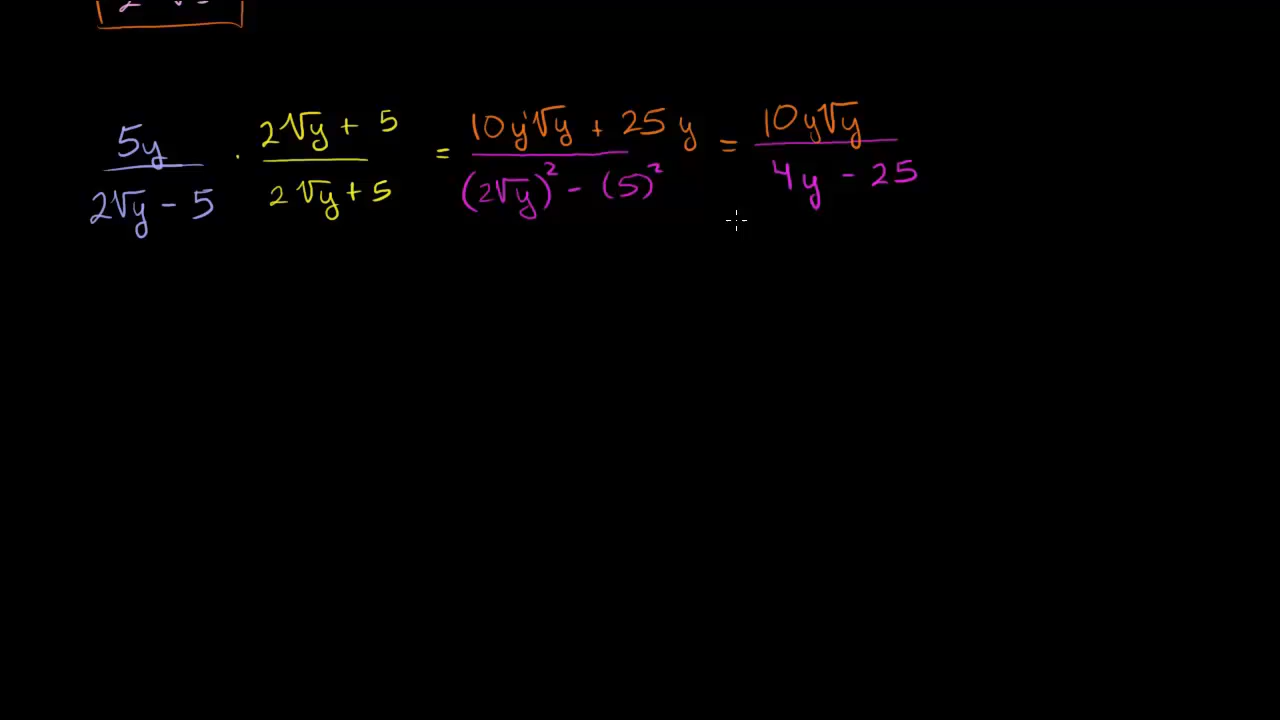 5y / 2√y - 5 · 2√y + 5 / 2√y + 5 = 10y√y + 25y / (2√y)² - (5)² = 10y√y / 4y - 25